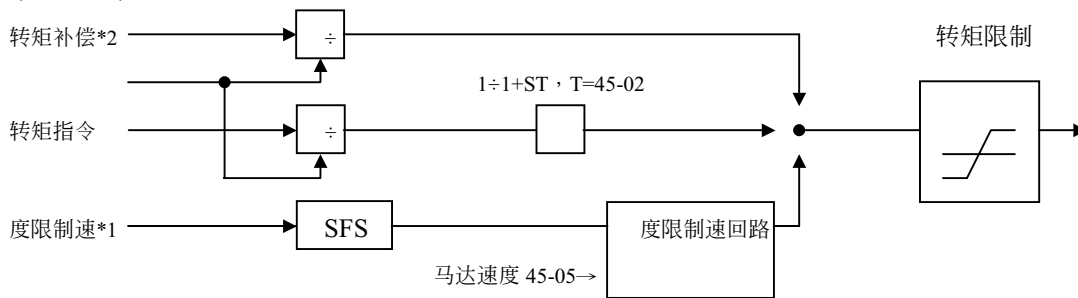 转矩补偿*2
÷
转矩限制
1÷1+ST，T=45-02
转矩指令
÷
度限制速*1
SFS
度限制速回路
马达速度 45-05→